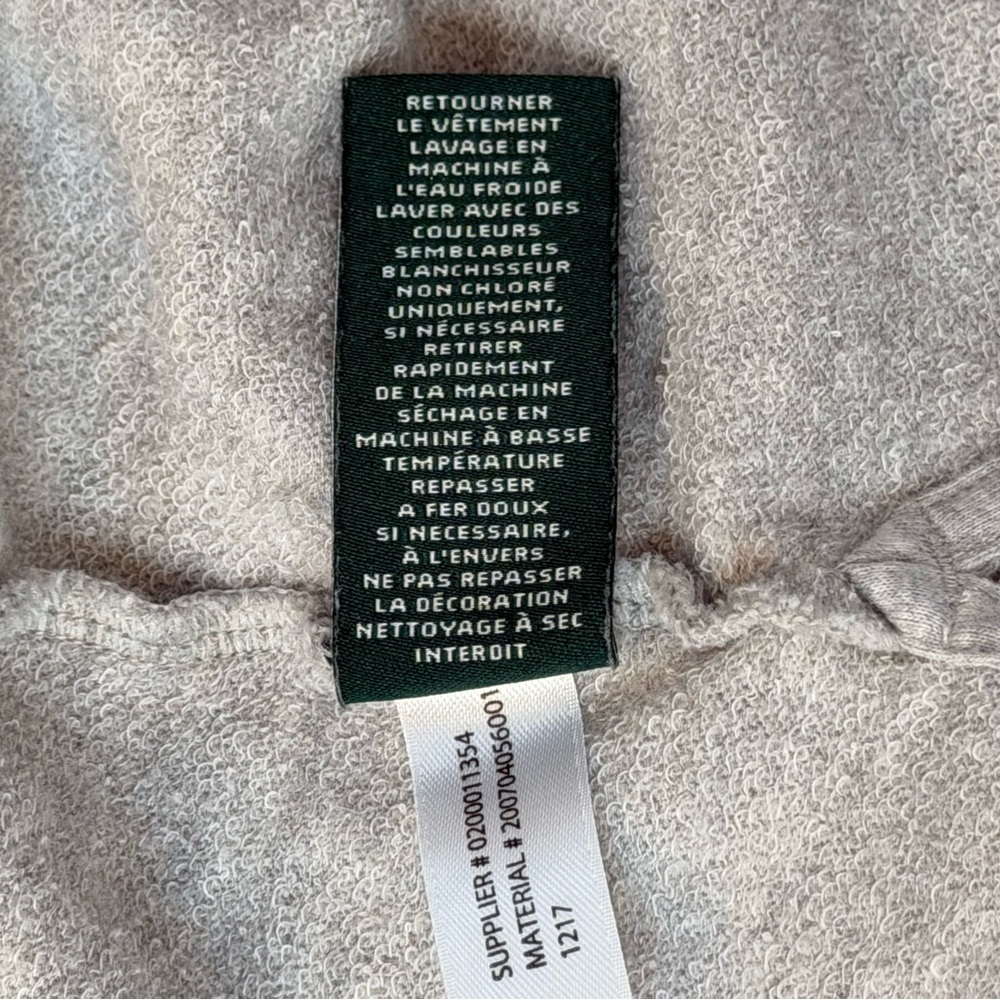 RETOURNER
LE VÊTEMENT
LAVAGE EN
MACHINE À
L'EAU FROIDE
LAVER AVEC DES
COULEURS
SEMBLABLES
BLANCHISSEUR
NON CHLORÉ
UNIQUEMENT,
SI NÉCESSAIRE
RETIRER
RAPIDEMENT
DE LA MACHINE
SÉCHAGE EN
MACHINE À BASSE
TEMPÉRATURE
REPASSER
A FER DOUX
SI NECESSAIRE,
À L'ENVERS
NE PAS REPASSER
LA DÉCORATION
NETTOYAGE À SEC
INTERDIT
SUPPLIER # 0200011354
MATERIAL # 200704056001
1217